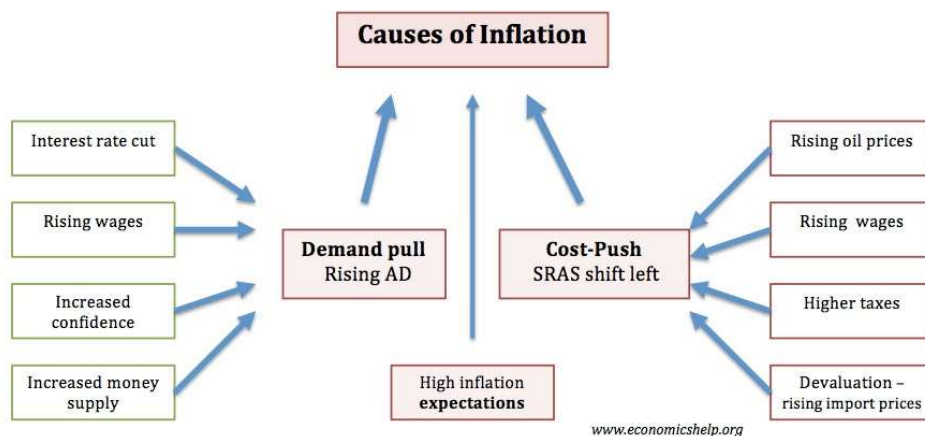 Causes of Inflation
Interest rate cut
Rising wages
Increased
confidence
Increased money
supply
Demand pull
Rising AD
High inflation
expectations
Cost-Push
SRAS shift left
Rising oil prices
Rising wages
Higher taxes
Devaluation –
rising import prices
www.economicshelp.org